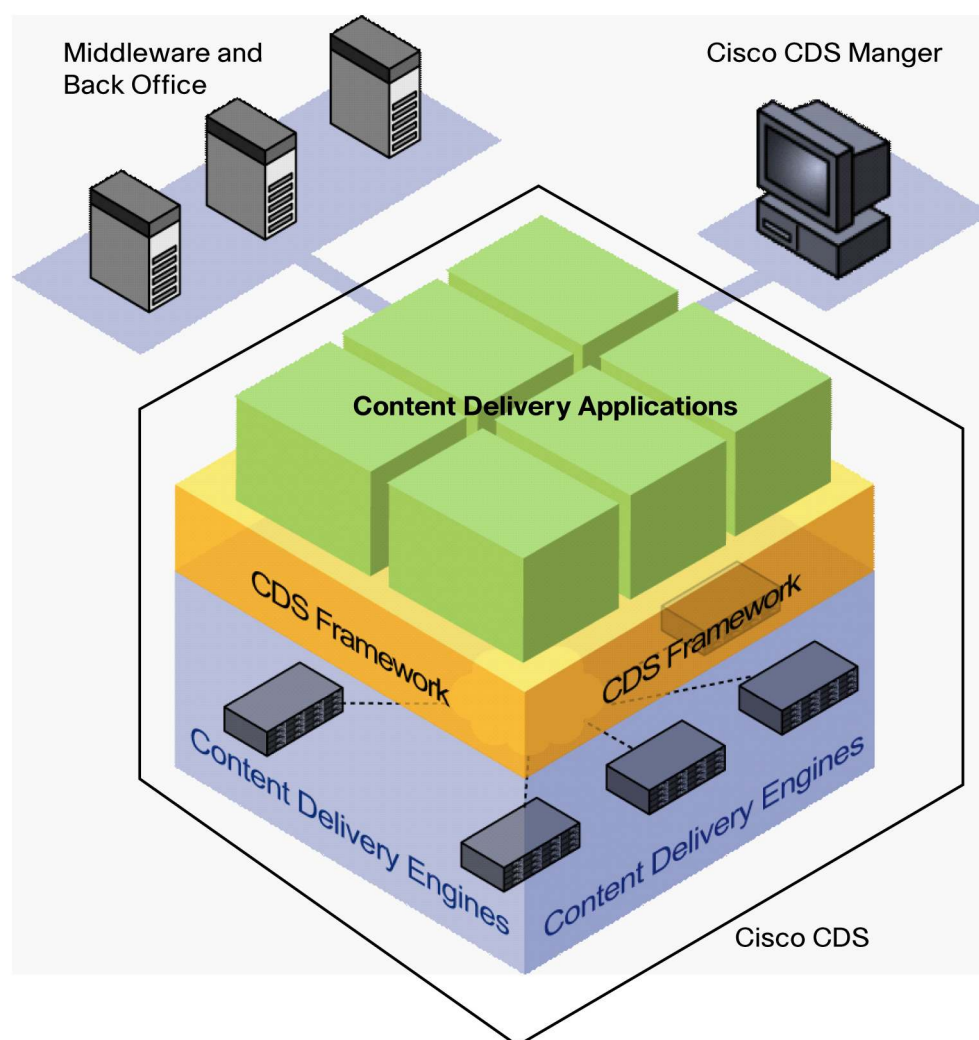 Middleware and
Back Office
Cisco CDS Manger
Content Delivery Applications
CDS Framework
CDS Framework
Content Delivery Engines
Content Delivery Engines
Cisco CDS